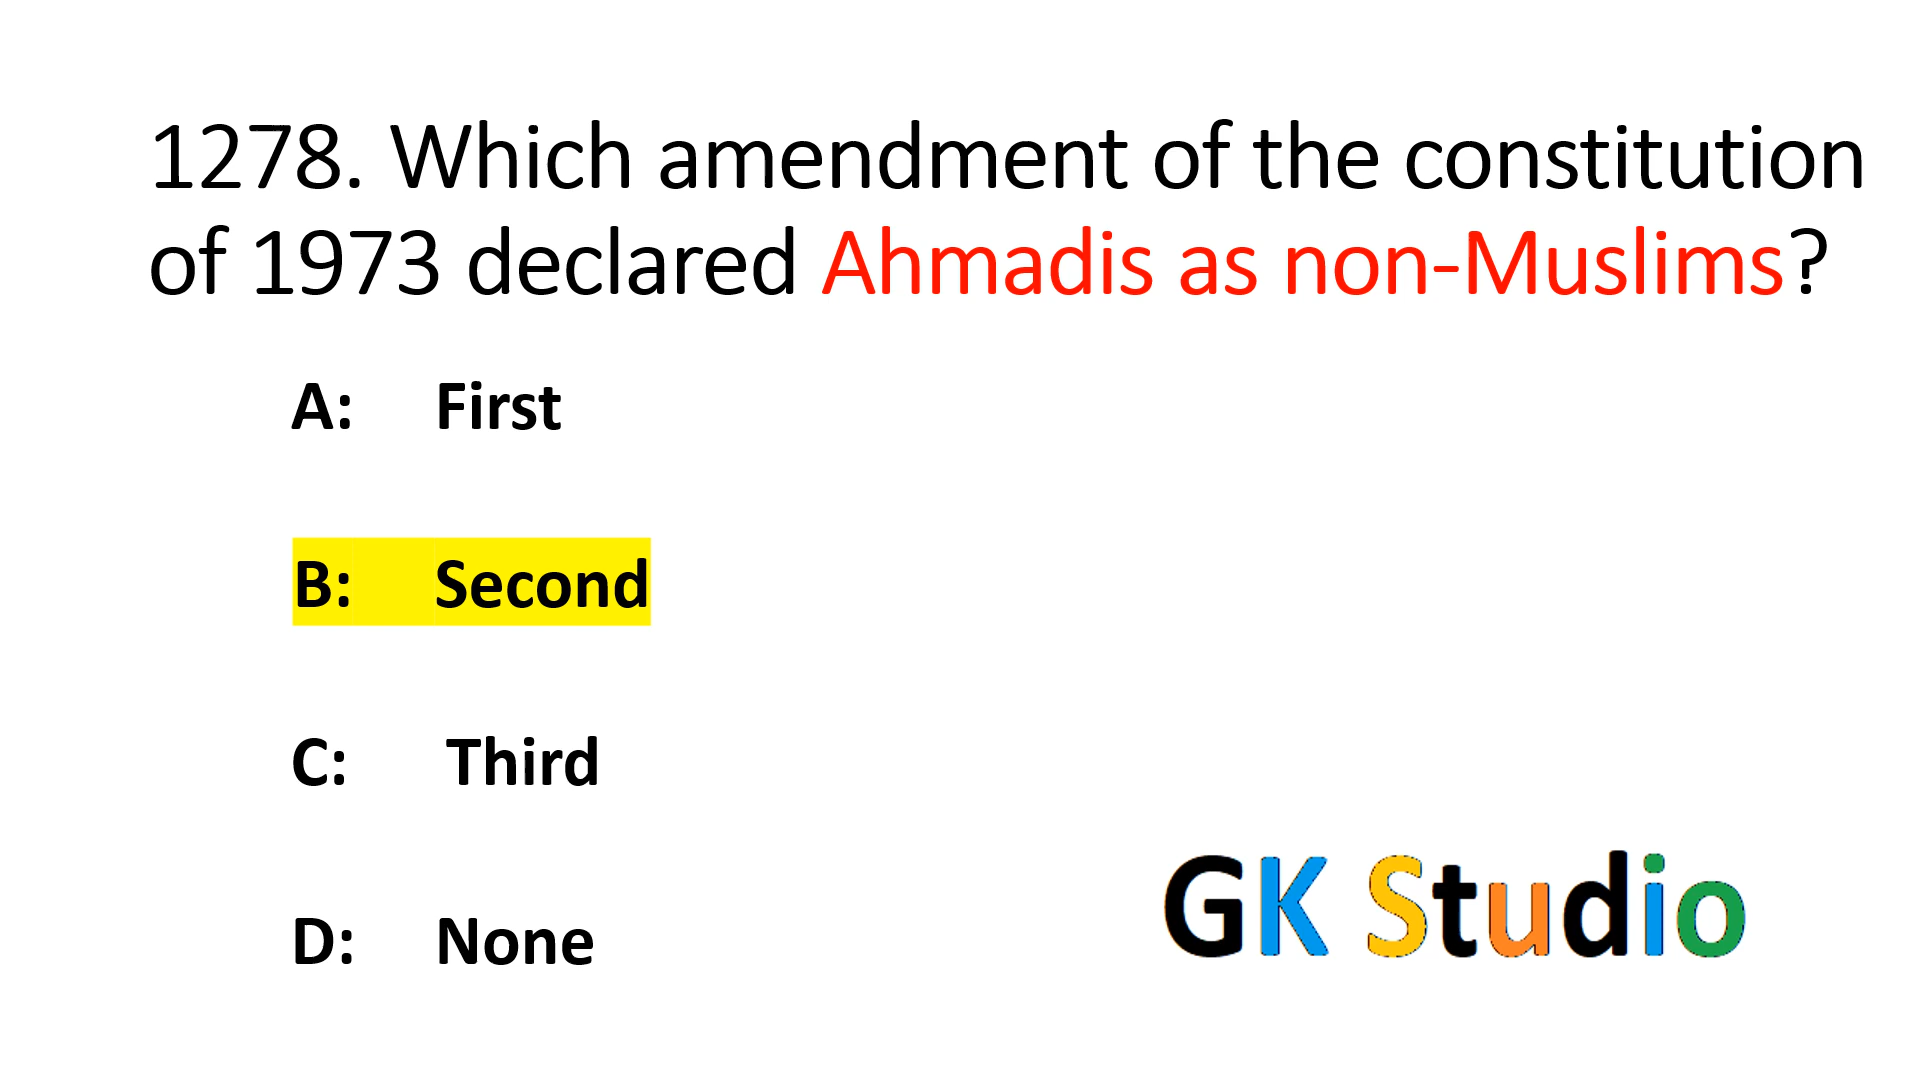 1278. Which amendment of the constitution
of 1973 declared Ahmadis as non-Muslims?
A: First
B: Second
C: Third
D: None
GK Studio